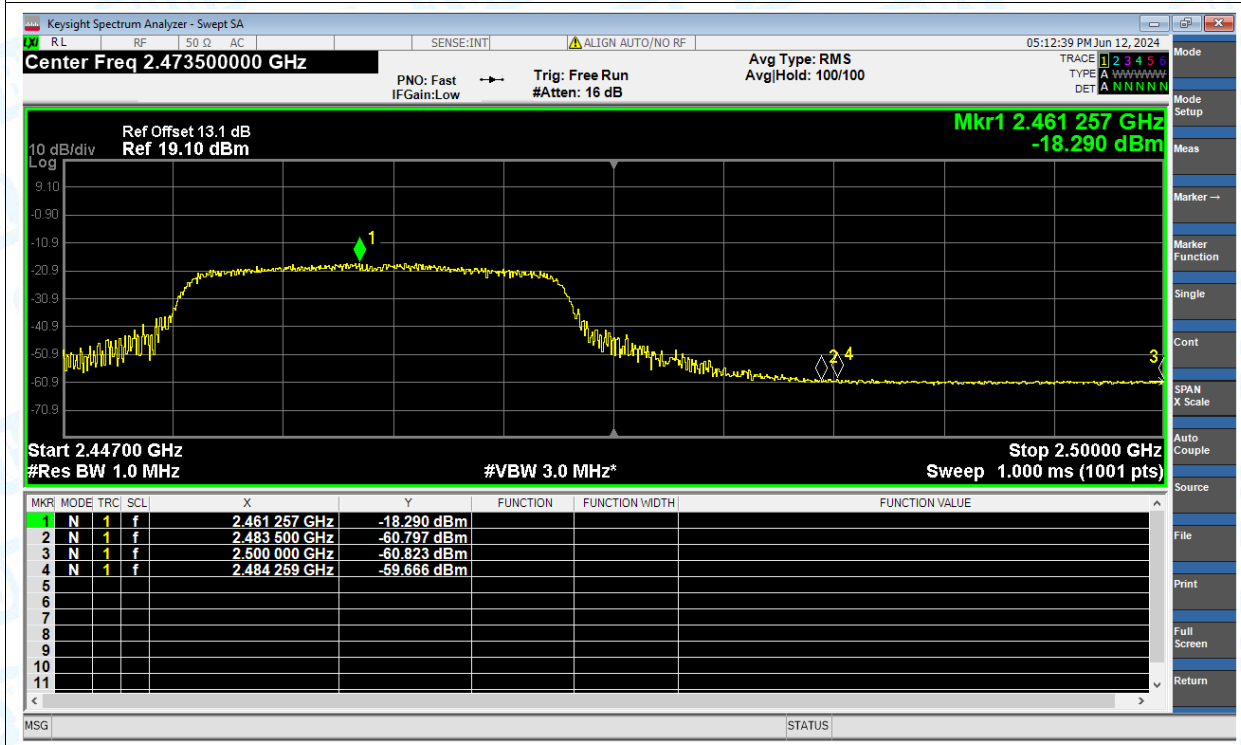 Keysight Spectrum Analyzer - Swept SA
LXI RL RF 50 Ω AC SENSE:INT ALIGN AUTO/NO RF 05:12:39 PM Jun 12, 2024
Center Freq 2.473500000 GHz
PNO: Fast
IFGain:Low
Trig: Free Run
#Atten: 16 dB
Avg Type: RMS
Avg|Hold: 100/100
TRACE 1 2 3 4 5 6
TYPE A WWWWW
DET A N N N N N
Ref Offset 13.1 dB
10 dB/div Ref 19.10 dBm
Log
Mkr1 2.461 257 GHz
-18.290 dBm
9.10
-0.90
-10.9
-20.9
-30.9
-40.9
-50.9
-60.9
-70.9
1
2 4
3
Start 2.44700 GHz
Stop 2.50000 GHz
#Res BW 1.0 MHz #VBW 3.0 MHz* Sweep 1.000 ms (1001 pts)
MKR MODE TRC SCL X Y FUNCTION FUNCTION WIDTH FUNCTION VALUE
1 N 1 f 2.461 257 GHz -18.290 dBm
2 N 1 f 2.483 500 GHz -60.797 dBm
3 N 1 f 2.500 000 GHz -60.823 dBm
4 N 1 f 2.484 259 GHz -59.666 dBm
5
6
7
8
9
10
11
MSG STATUS
Mode
Mode
Setup
Meas
Marker →
Marker
Function
Single
Cont
SPAN
X Scale
Auto
Couple
Source
File
Print
Full
Screen
Return